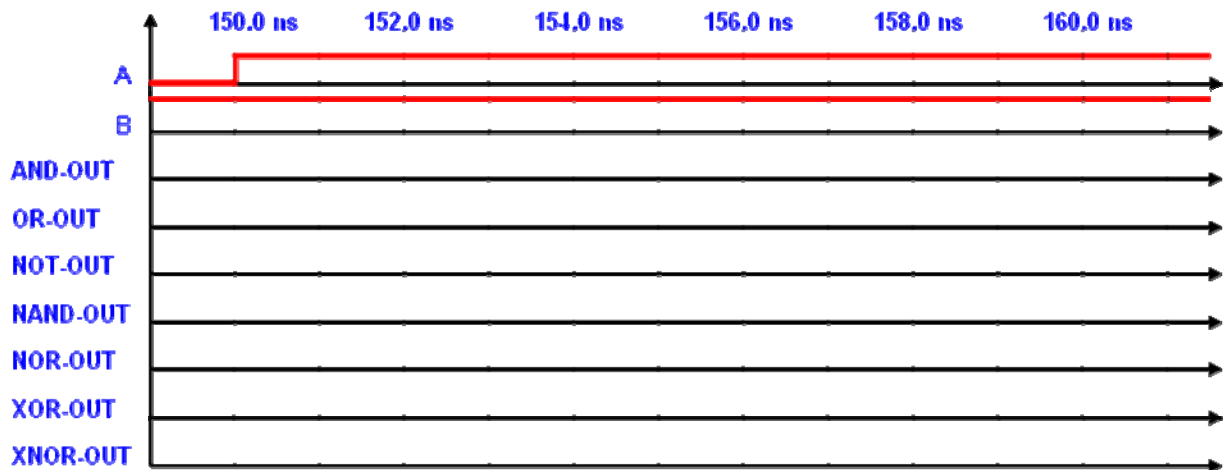 150.0 ns 152,0 ns 154,0 ns 156,0 ns 158,0 ns 160,0 ns
A
B
AND-OUT
OR-OUT
NOT-OUT
NAND-OUT
NOR-OUT
XOR-OUT
XNOR-OUT